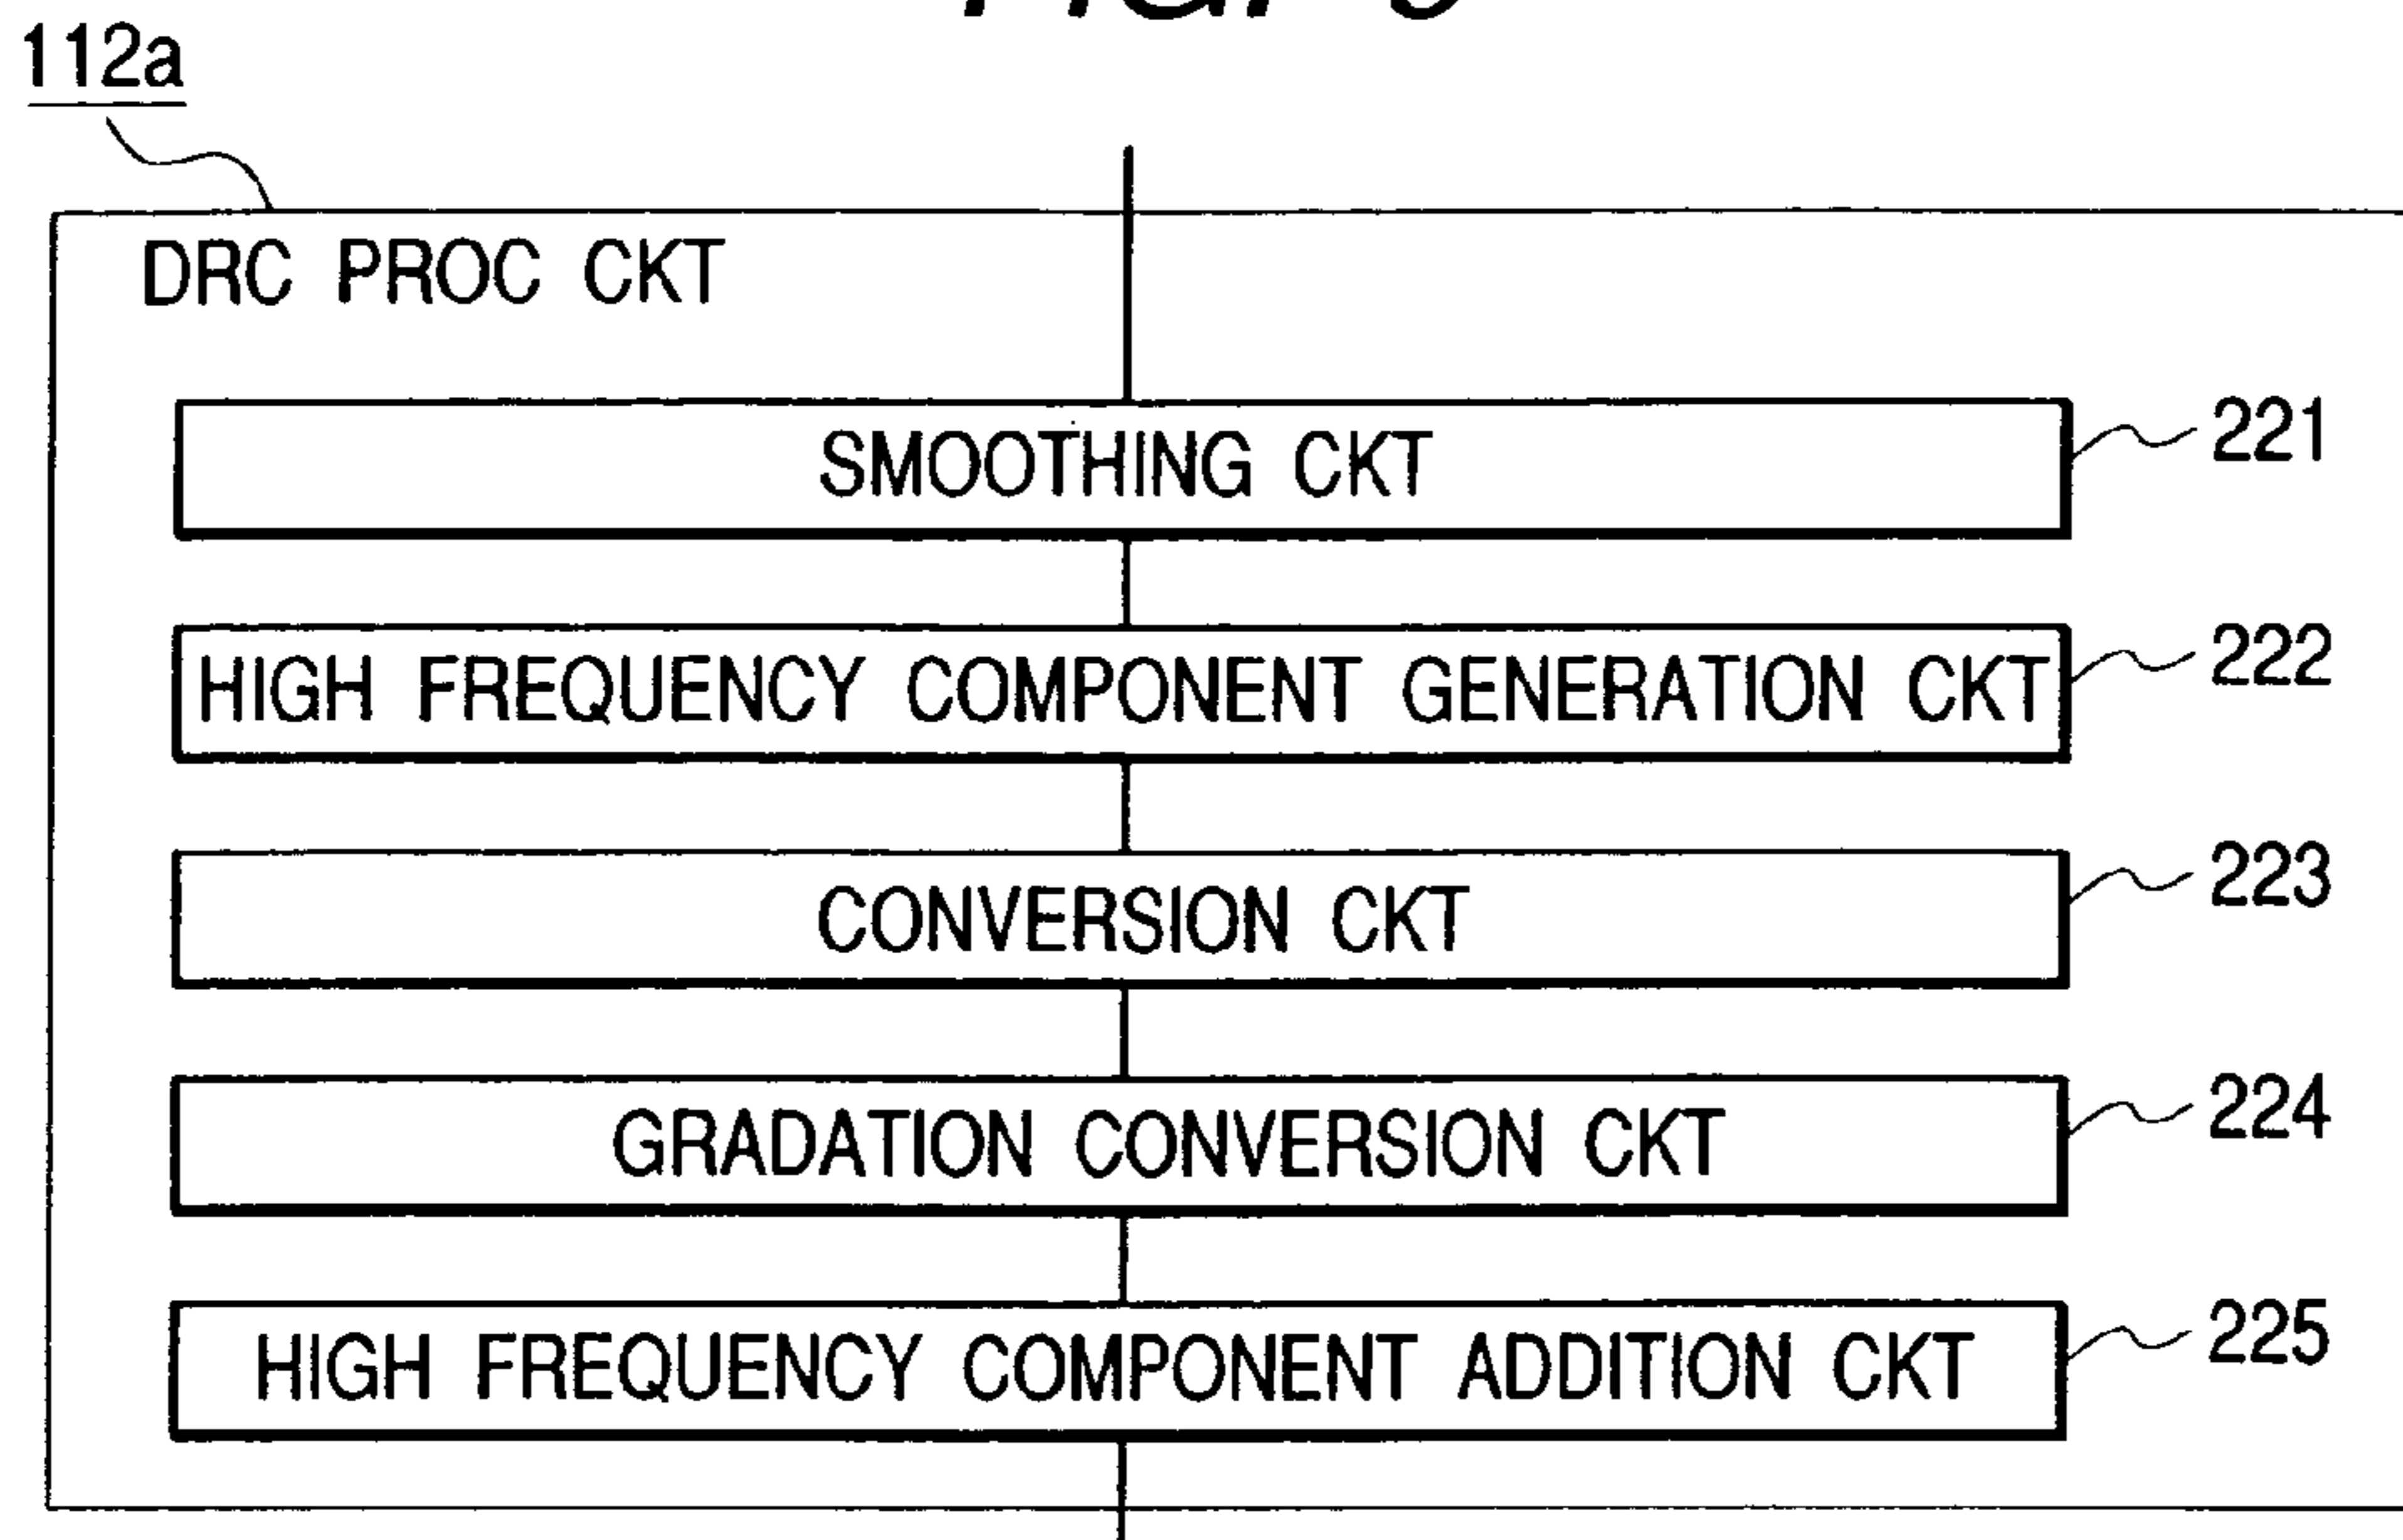 112a
DRC PROC CKT
SMOOTHING CKT
221
HIGH FREQUENCY COMPONENT GENERATION CKT
222
CONVERSION CKT
223
GRADATION CONVERSION CKT
224
HIGH FREQUENCY COMPONENT ADDITION CKT
225